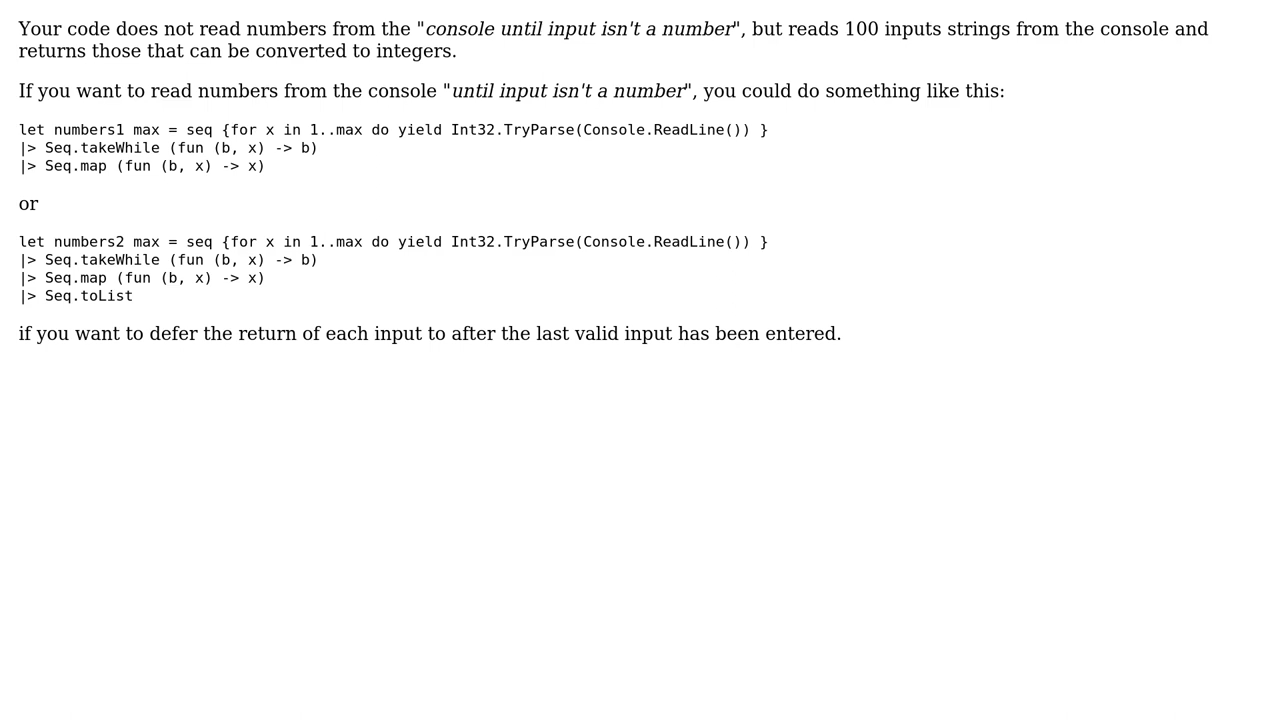 Your code does not read numbers from the "console until input isn't a number", but reads 100 inputs strings from the console and
returns those that can be converted to integers.
If you want to read numbers from the console "until input isn't a number", you could do something like this:
let numbers1 max = seq {for x in 1..max do yield Int32.TryParse(Console.ReadLine()) }
|> Seq.takeWhile (fun (b, x) -> b)
|> Seq.map (fun (b, x) -> x)
or
let numbers2 max = seq {for x in 1..max do yield Int32.TryParse(Console.ReadLine()) }
|> Seq.takeWhile (fun (b, x) -> b)
|> Seq.map (fun (b, x) -> x)
|> Seq.toList
if you want to defer the return of each input to after the last valid input has been entered.